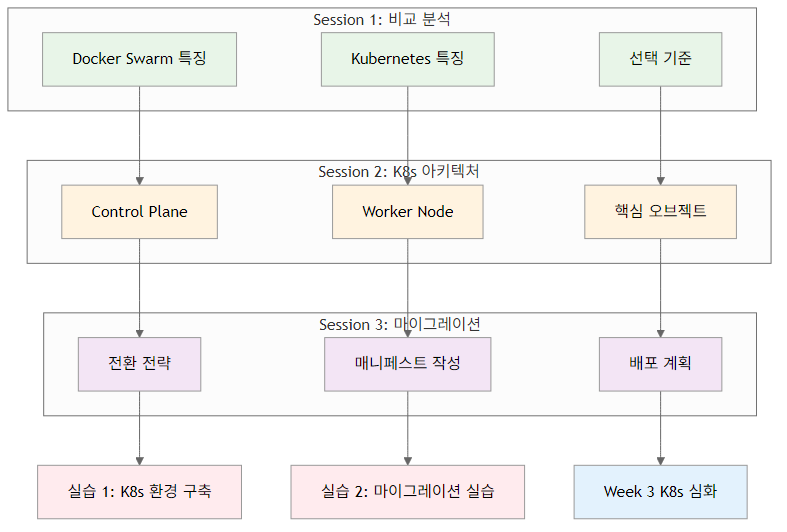 Session 1: 비교 분석
Docker Swarm 특징
Kubernetes 특징
선택 기준
Session 2: K8s 아키텍처
Control Plane
Worker Node
핵심 오브젝트
Session 3: 마이그레이션
전환 전략
매니페스트 작성
배포 계획
실습 1: K8s 환경 구축
실습 2: 마이그레이션 실습
Week 3 K8s 심화